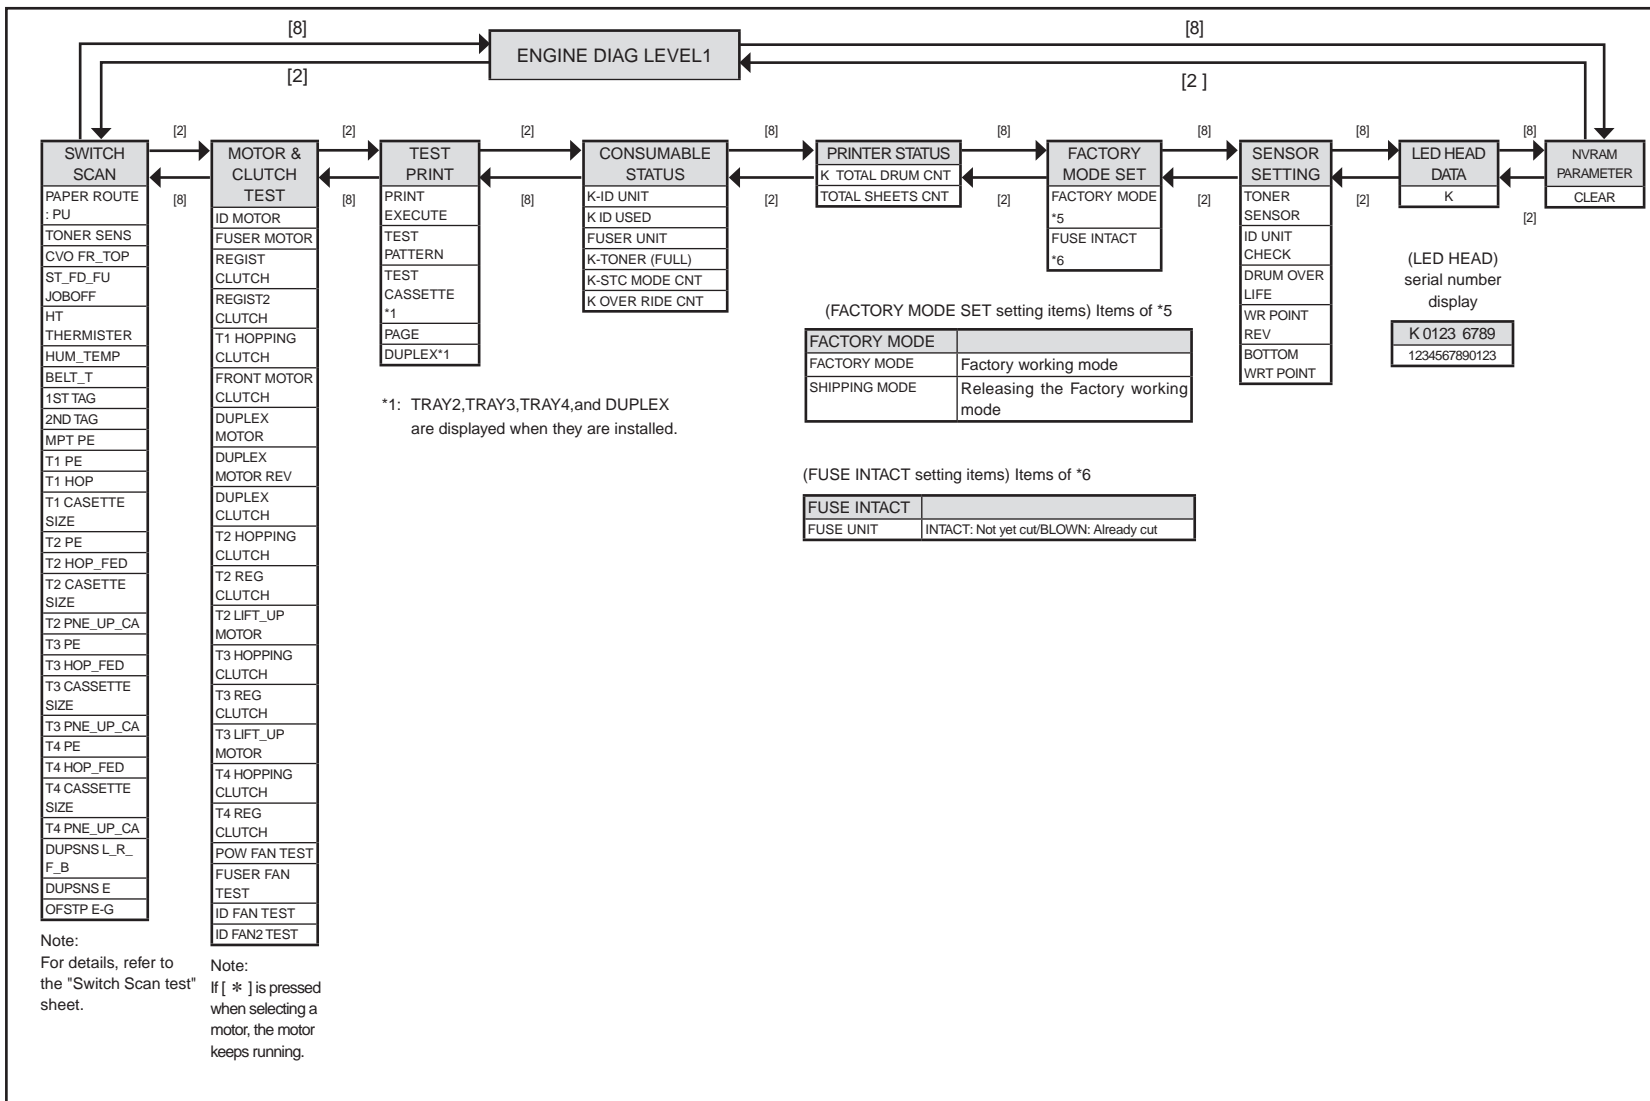 [8]
[8]
ENGINE DIAG LEVEL1
[2]
[2 ]
[2]
[2]
[2]
[8]
[8]
[8]
[8]
[8]
SWITCH
SCAN
PAPER ROUTE
: PU
TONER SENS
CVO FR_TOP
ST_FD_FU
JOBOFF
HT
THERMISTER
HUM_TEMP
BELT_T
1ST TAG
2ND TAG
MPT PE
T1 PE
T1 HOP
T1 CASETTE
SIZE
T2 PE
T2 HOP_FED
T2 CASETTE
SIZE
T2 PNE_UP_CA
T3 PE
T3 HOP_FED
T3 CASSETTE
SIZE
T3 PNE_UP_CA
T4 PE
T4 HOP_FED
T4 CASSETTE
SIZE
T4 PNE_UP_CA
DUPSNS L_R_
F_B
DUPSNS E
OFSTP E-G
Note:
For details, refer to
the "Switch Scan test"
sheet.
[8]
MOTOR &
CLUTCH
TEST
ID MOTOR
FUSER MOTOR
REGIST
CLUTCH
REGIST2
CLUTCH
T1 HOPPING
CLUTCH
FRONT MOTOR
CLUTCH
DUPLEX
MOTOR
DUPLEX
MOTOR REV
DUPLEX
CLUTCH
T2 HOPPING
CLUTCH
T2 REG
CLUTCH
T2 LIFT_UP
MOTOR
T3 HOPPING
CLUTCH
T3 REG
CLUTCH
T3 LIFT_UP
MOTOR
T4 HOPPING
CLUTCH
T4 REG
CLUTCH
POW FAN TEST
FUSER FAN
TEST
ID FAN TEST
ID FAN2 TEST
Note:
If [ * ] is pressed
when selecting a
motor, the motor
keeps running.
[8]
TEST
PRINT
PRINT
EXECUTE
TEST
PATTERN
TEST
CASSETTE
*1
PAGE
DUPLEX*1
*1: TRAY2,TRAY3,TRAY4,and DUPLEX
are displayed when they are installed.
[8]
CONSUMABLE
STATUS
K-ID UNIT
K ID USED
FUSER UNIT
K-TONER (FULL)
K-STC MODE CNT
K OVER RIDE CNT
[2]
PRINTER STATUS
K TOTAL DRUM CNT
TOTAL SHEETS CNT
[2]
FACTORY
MODE SET
FACTORY MODE
*5
FUSE INTACT
*6
[2]
SENSOR
SETTING
TONER
SENSOR
ID UNIT
CHECK
DRUM OVER
LIFE
WR POINT
REV
BOTTOM
WRT POINT
[2]
LED HEAD
DATA
K
[2]
NVRAM
PARAMETER
CLEAR
(LED HEAD)
serial number
display
K 0123 6789
1234567890123
(FACTORY MODE SET setting items) Items of *5
FACTORY MODE
FACTORY MODE Factory working mode
SHIPPING MODE Releasing the Factory working
mode
(FUSE INTACT setting items) Items of *6
FUSE INTACT
FUSE UNIT INTACT: Not yet cut/BLOWN: Already cut